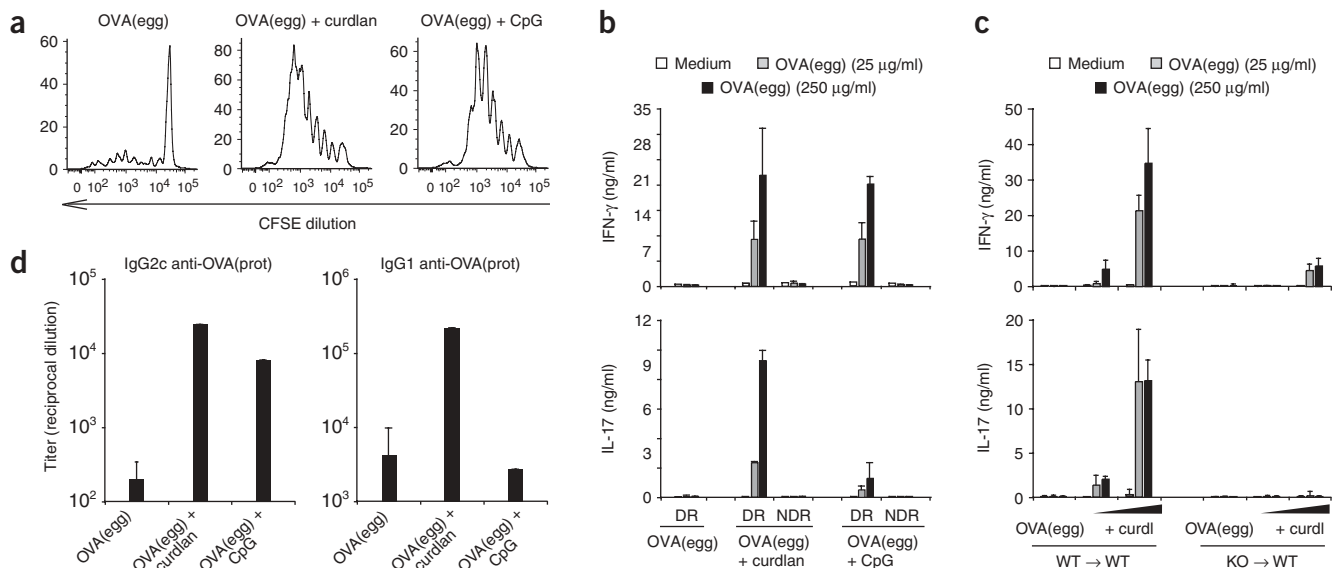 a
OVA(egg)
OVA(egg) + curdlan
OVA(egg) + CpG
60
40
20
0
0 10² 10³ 10⁴ 10⁵
80
60
40
20
0
0 10² 10³ 10⁴ 10⁵
60
40
20
0
0 10² 10³ 10⁴ 10⁵
CFSE dilution
b
Medium OVA(egg) (25 μg/ml)
OVA(egg) (250 μg/ml)
IFN-γ (ng/ml)
35
28
21
14
7
0
IL-17 (ng/ml)
12
9
6
3
0
DR DR NDR DR NDR
OVA(egg) OVA(egg) + curdlan OVA(egg) + CpG
c
Medium OVA(egg) (25 μg/ml)
OVA(egg) (250 μg/ml)
IFN-γ (ng/ml)
50
40
30
20
10
0
IL-17 (ng/ml)
20
15
10
5
0
OVA(egg) + curdl OVA(egg) + curdl
WT → WT KO → WT
d
IgG2c anti-OVA(prot)
Titer (reciprocal dilution)
10⁵
10⁴
10³
10²
OVA(egg)
OVA(egg) + curdlan
OVA(egg) + CpG
IgG1 anti-OVA(prot)
10⁶
10⁵
10⁴
10³
OVA(egg)
OVA(egg) + curdlan
OVA(egg) + CpG